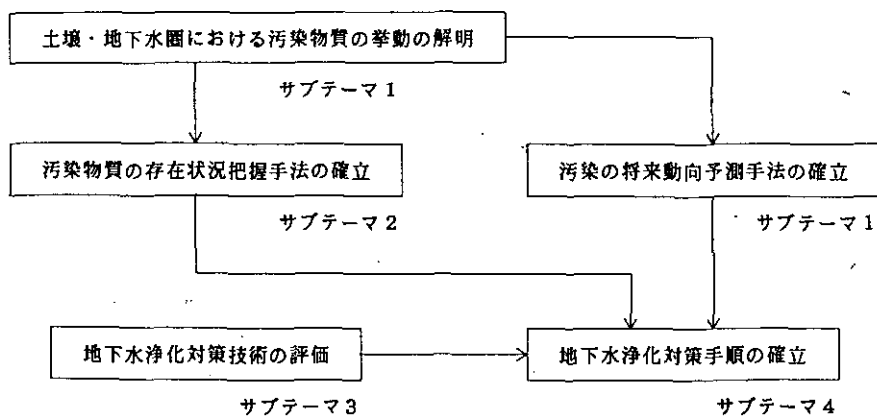 土壌・地下水圏における汚染物質の挙動の解明
サブテーマ1
汚染物質の存在状況把握手法の確立
汚染の将来動向予測手法の確立
サブテーマ2
サブテーマ1
地下水浄化対策技術の評価
地下水浄化対策手順の確立
サブテーマ3
サブテーマ4